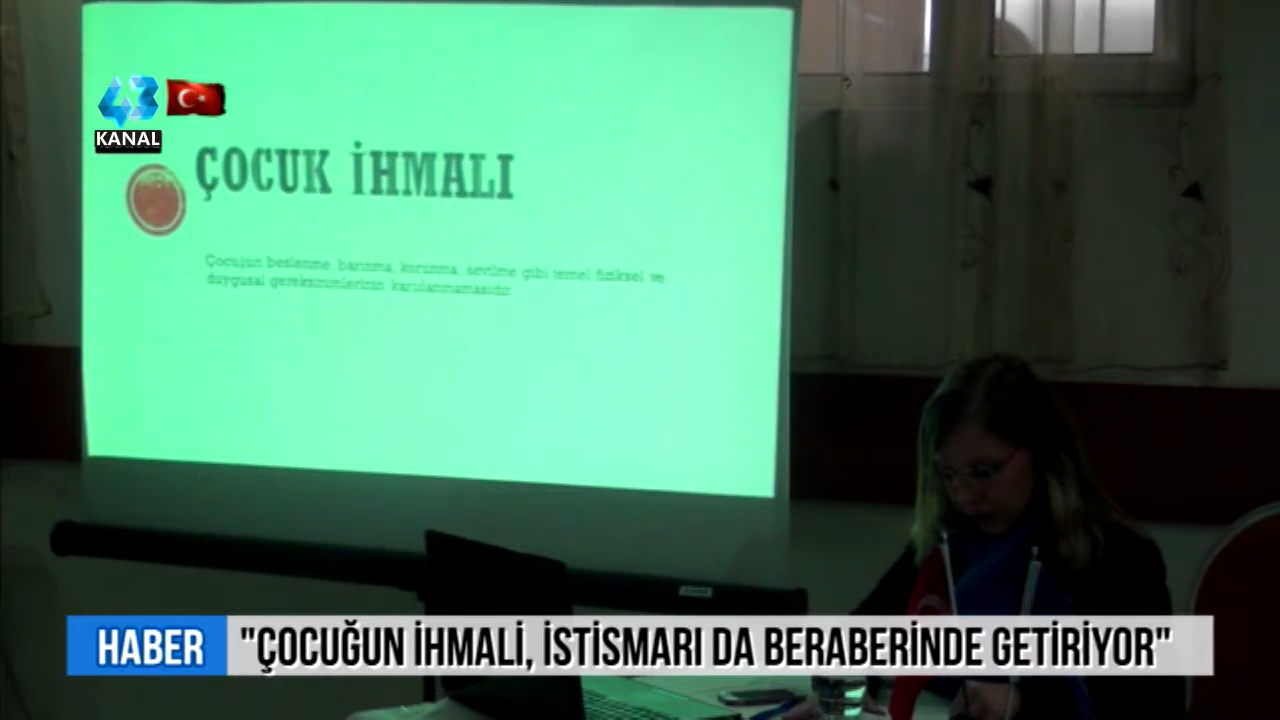 43
KANAL
ÇOCUK İHMALI
Çocuğun beslenme, barınma, korunma, sevilme gibi temel fiziksel ve
duygusal gereksinimlerinin karşılanmamasıdır.
HABER
"ÇOCUĞUN İHMALİ, İSTİSMARI DA BERABERİNDE GETİRİYOR"